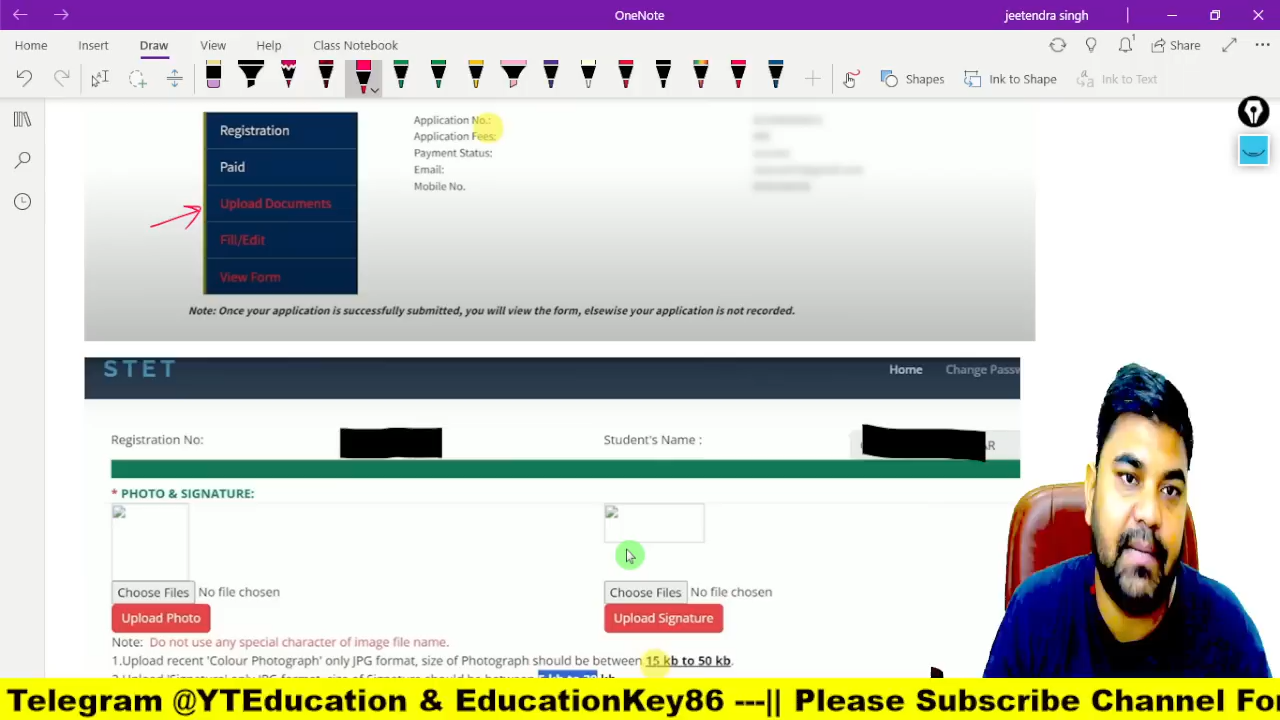 OneNote
jeetendra singh
Home Insert Draw View Help Class Notebook
Share
Shapes Ink to Shape Ink to Text
Registration
Paid
Upload Documents
Fill/Edit
View Form
Application No.:
Application Fees:
Payment Status:
Email:
Mobile No.
Note: Once your application is successfully submitted, you will view the form, elsewise your application is not recorded.
STET
Home Change Passw
Registration No: Student's Name : AR
* PHOTO & SIGNATURE:
Choose Files No file chosen Choose Files No file chosen
Upload Photo Upload Signature
Note: Do not use any special character of image file name.
1.Upload recent 'Colour Photograph' only JPG format, size of Photograph should be between 15 kb to 50 kb.
Telegram @YTEducation & EducationKey86 ---|| Please Subscribe Channel For